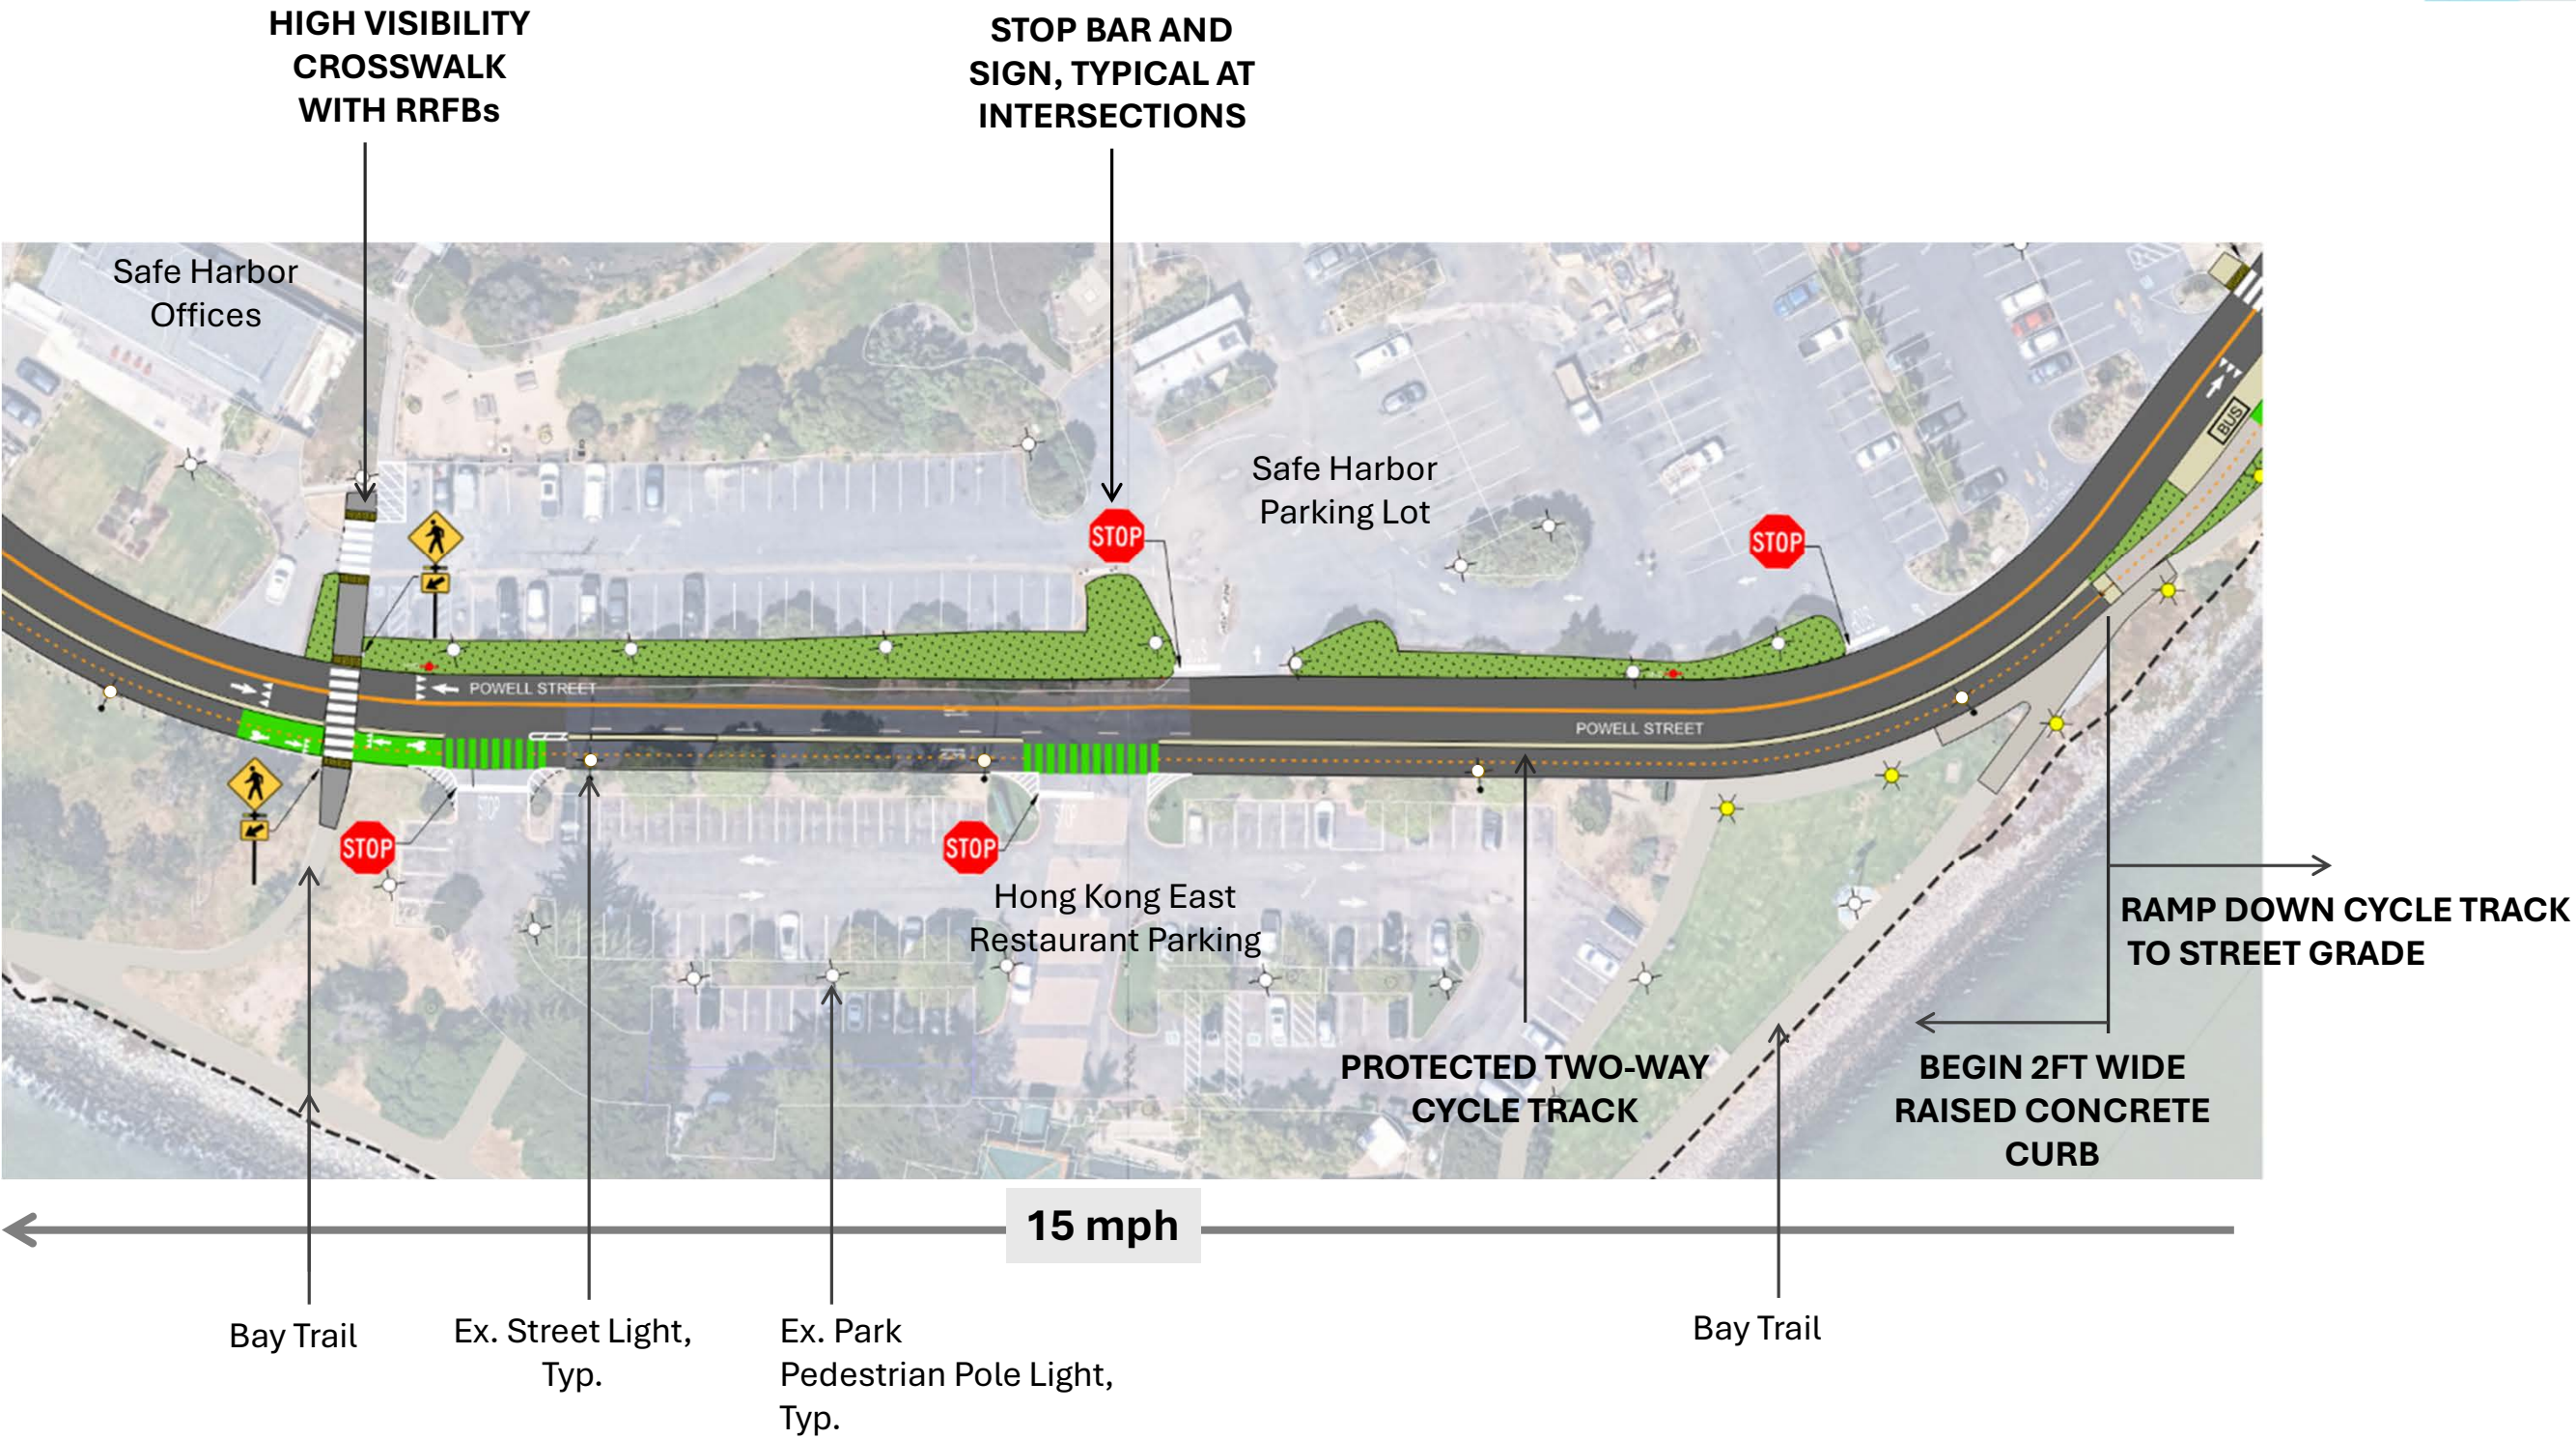 HIGH VISIBILITY
CROSSWALK
WITH RRFBs
STOP BAR AND
SIGN, TYPICAL AT
INTERSECTIONS
Safe Harbor
Offices
Safe Harbor
Parking Lot
BUS
STOP
STOP
POWELL STREET
POWELL STREET
STOP
STOP
STOP
STOP
Hong Kong East
Restaurant Parking
RAMP DOWN CYCLE TRACK
TO STREET GRADE
PROTECTED TWO-WAY
CYCLE TRACK
BEGIN 2FT WIDE
RAISED CONCRETE
CURB
15 mph
Bay Trail
Ex. Street Light,
Typ.
Ex. Park
Pedestrian Pole Light,
Typ.
Bay Trail